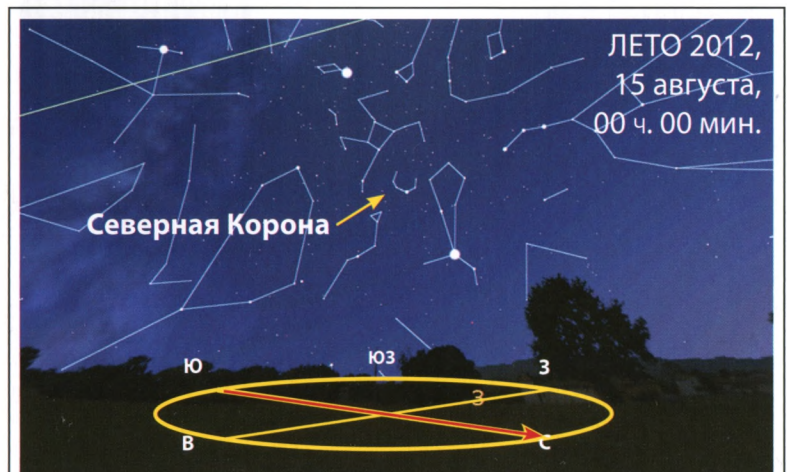 ЛЕТО 2012,
15 августа,
00 ч. 00 мин.
Северная Корона
Ю
ЮЗ
З
З
В
С